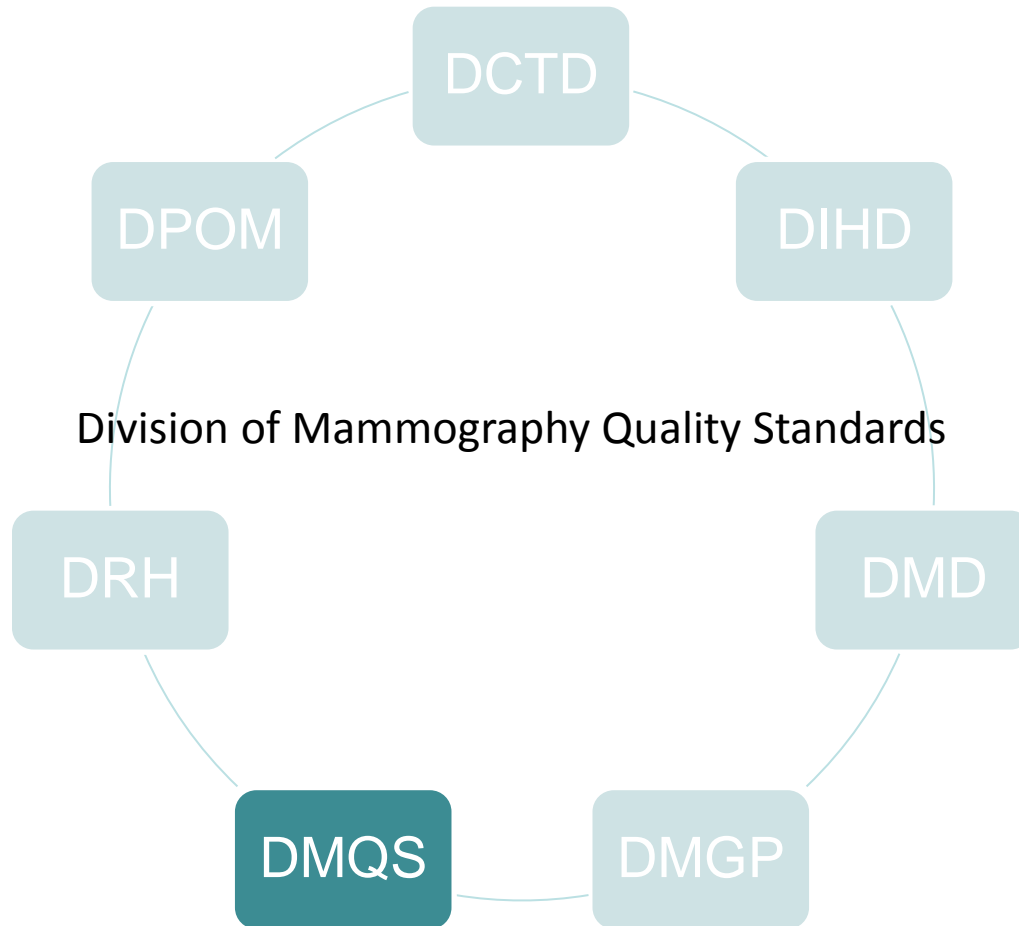 DCTD
DPOM
DIHD
Division of Mammography Quality Standards
DRH
DMD
DMQS
DMGP